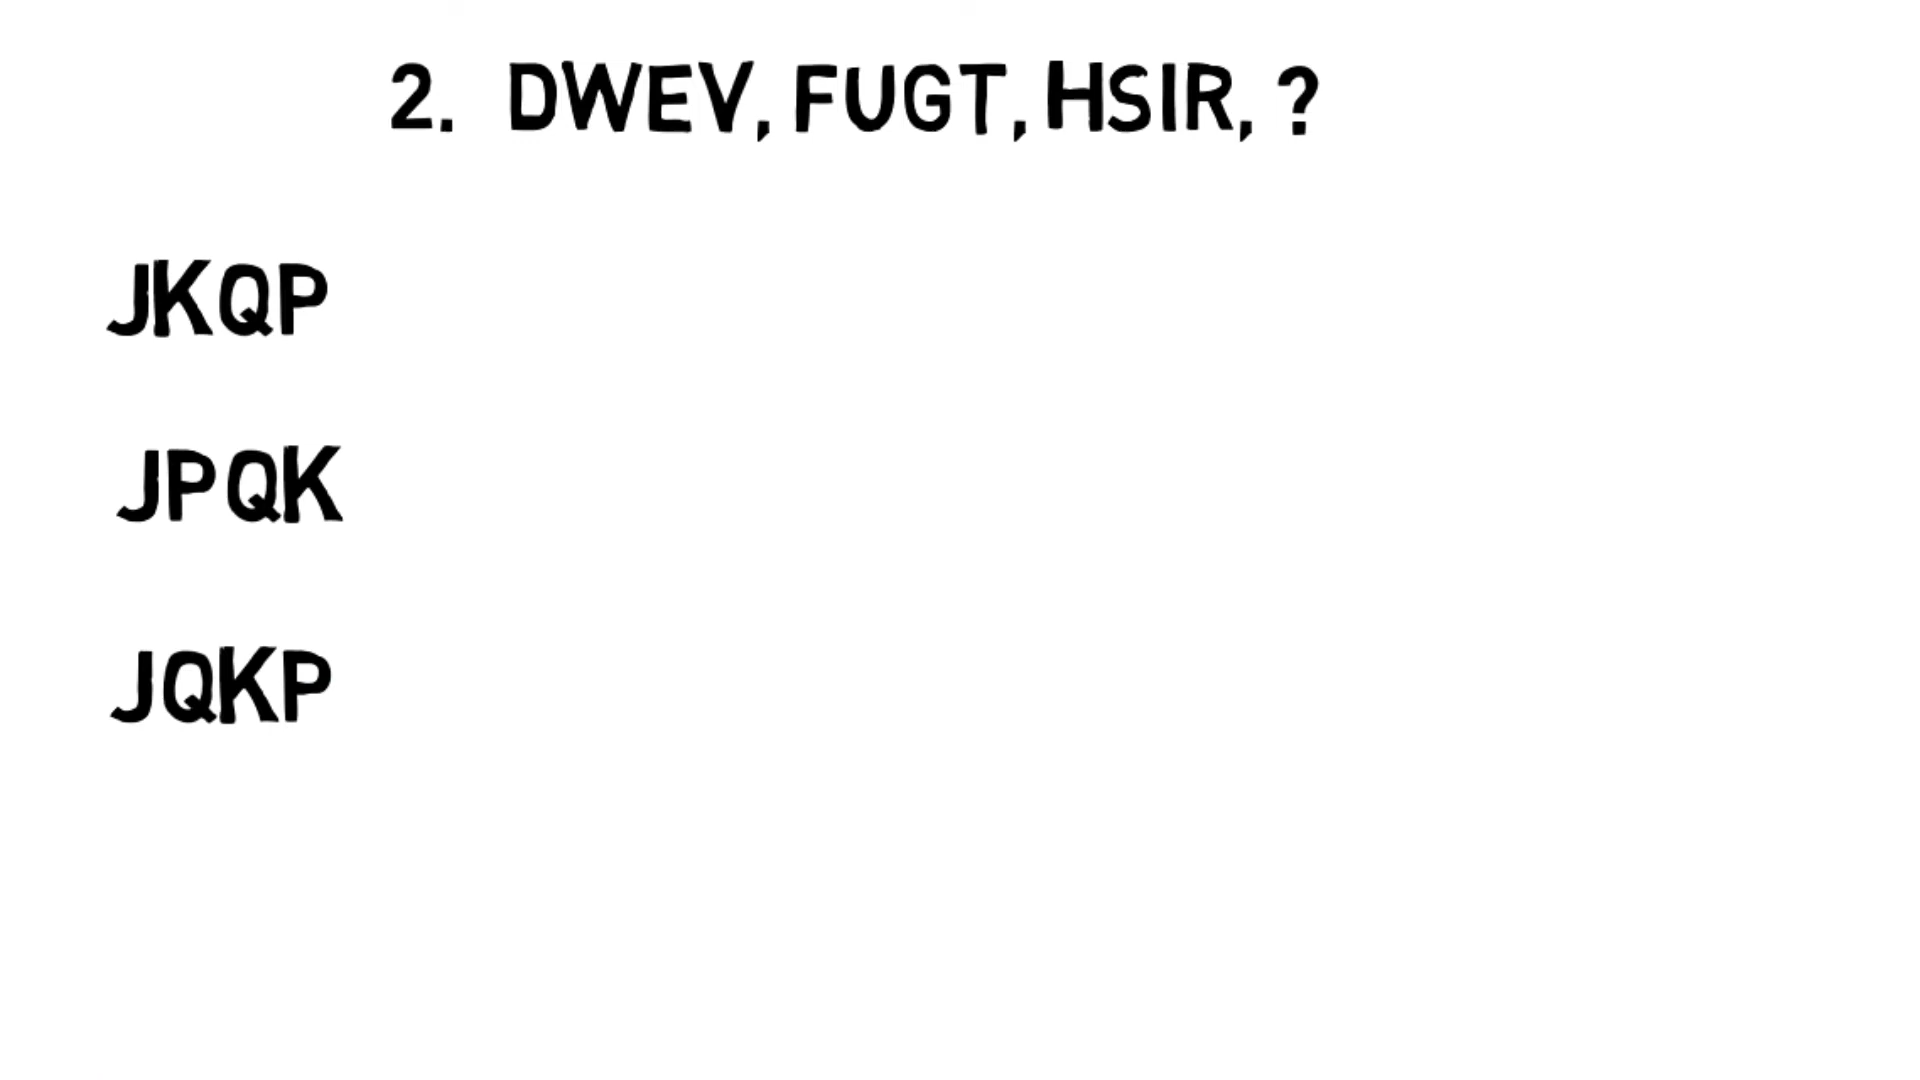 2. DWEV, FUGT, HSIR, ?
JKQP
JPQK
JQKP